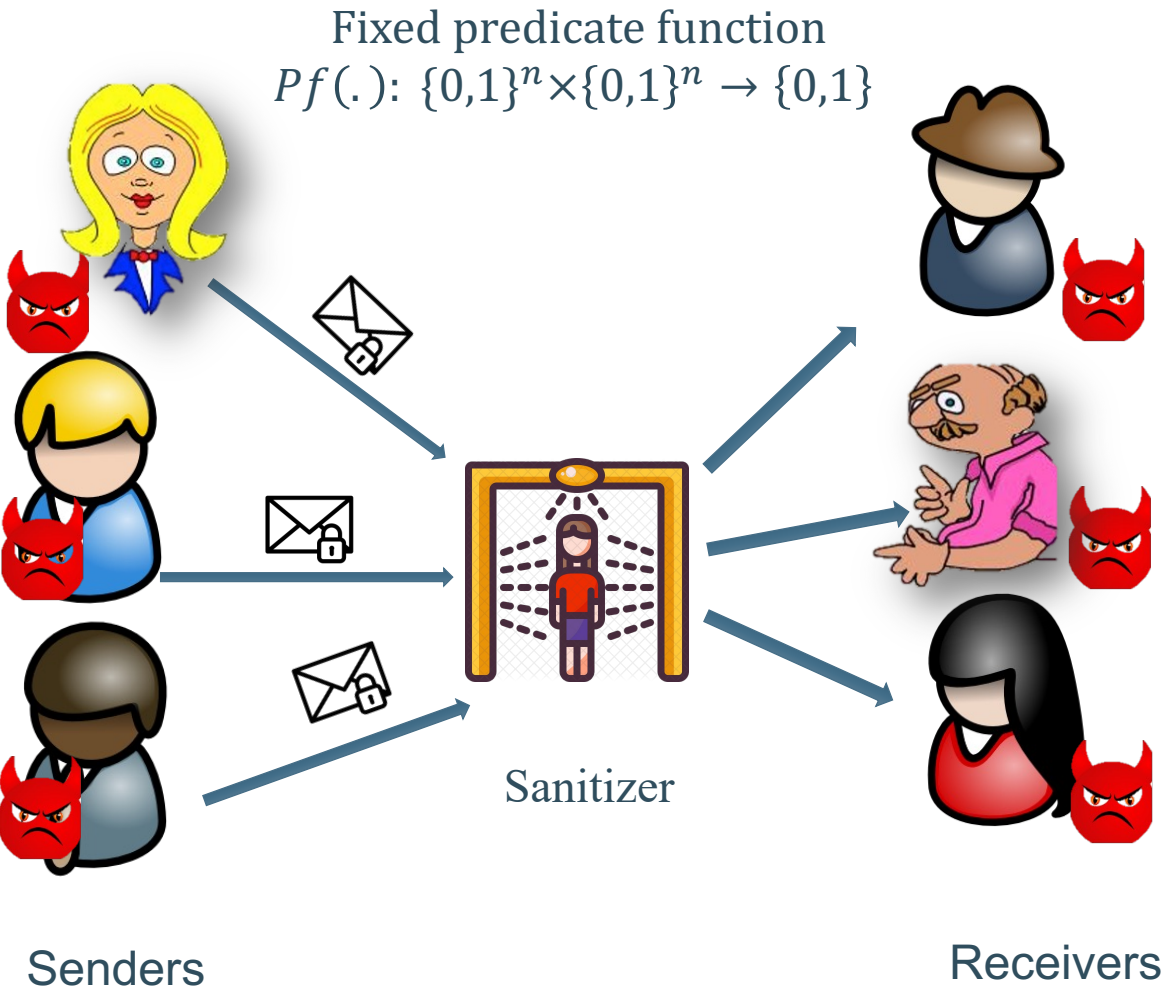 Fixed predicate function
Pf(.): {0,1}ⁿ×{0,1}ⁿ → {0,1}
Sanitizer
Senders
Receivers